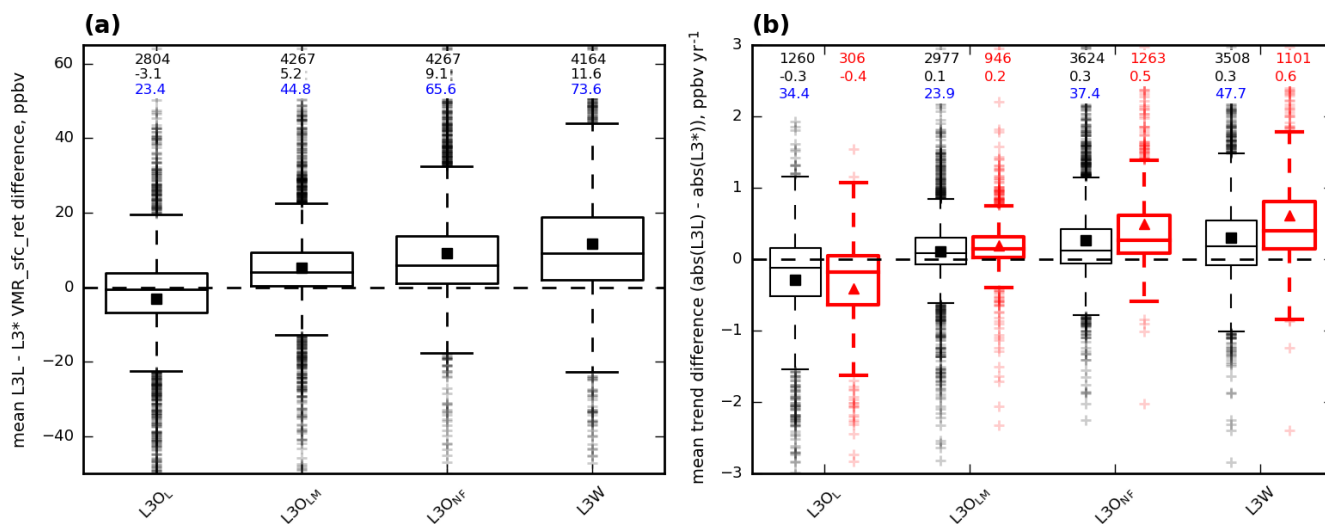 (a)
mean L3L - L3* VMR_sfc_ret difference, ppbv
60
40
20
0
−20
−40
2804 4267 4267 4164
-3.1 5.2 9.1 11.6
23.4 44.8 65.6 73.6
L3O_L L3O_LM L3O_NF L3W
(b)
mean trend difference (abs(L3L) - abs(L3*)), ppbv yr⁻¹
3
2
1
0
−1
−2
−3
1260 306 2977 946 3624 1263 3508 1101
-0.3 -0.4 0.1 0.2 0.3 0.5 0.3 0.6
34.4 23.9 37.4 47.7
L3O_L L3O_LM L3O_NF L3W